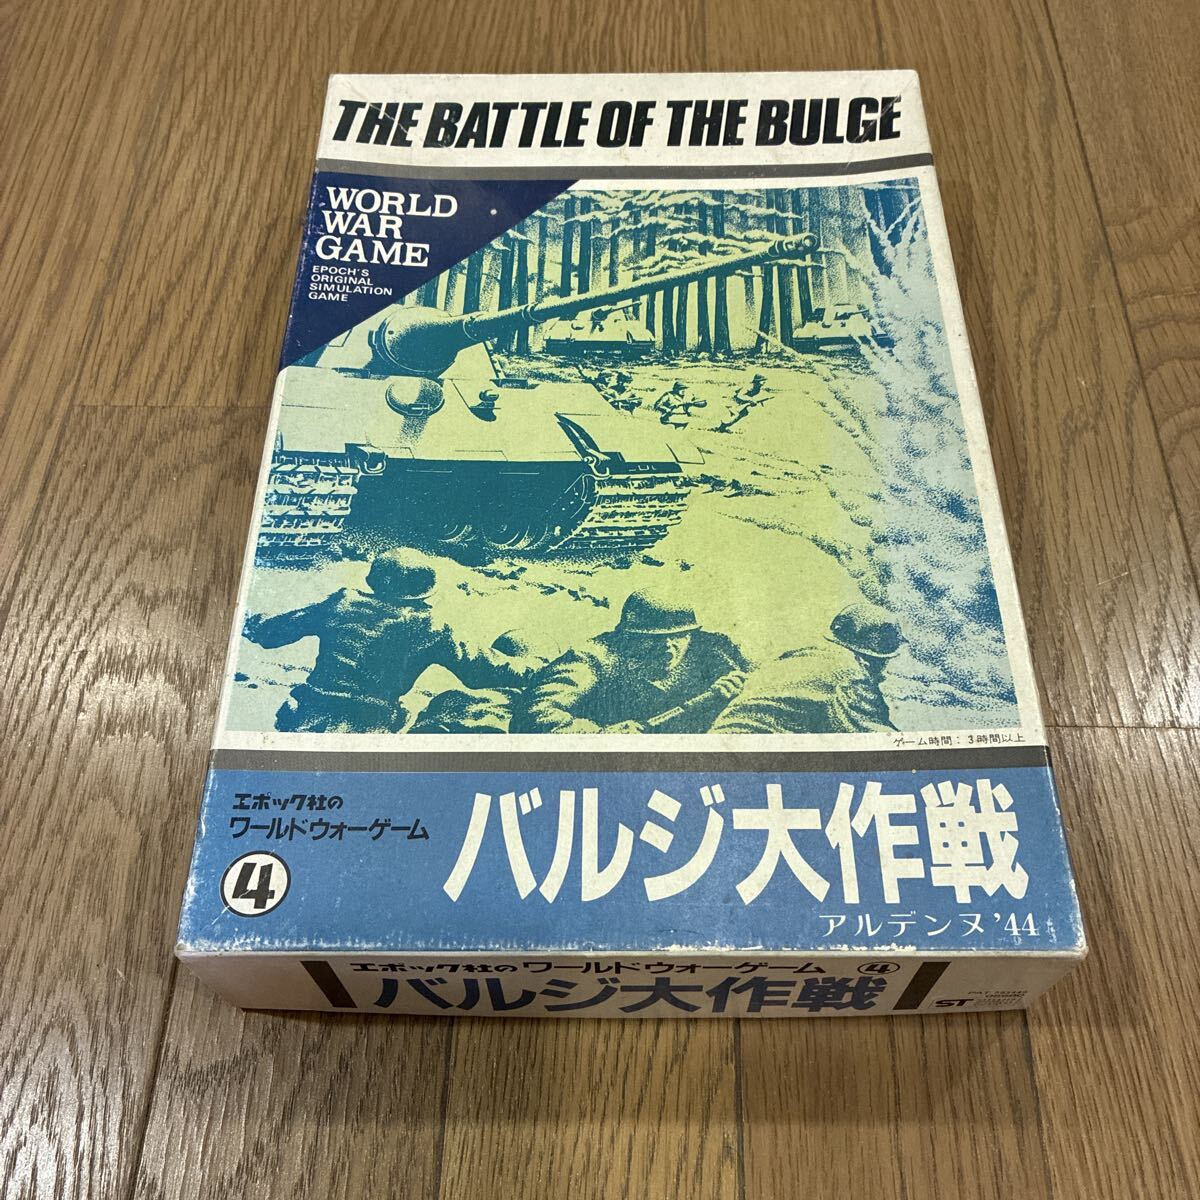 THE BATTLE OF THE BULGE
WORLD
WAR
GAME
EPOCH'S
ORIGINAL
SIMULATION
GAME
ゲーム時間：3時間以上
エポック社の
ワールドウォーゲーム
4
バルジ大作戦
アルデンヌ'44
エポック社のワールドウォーゲーム 4
バルジ大作戦
ST